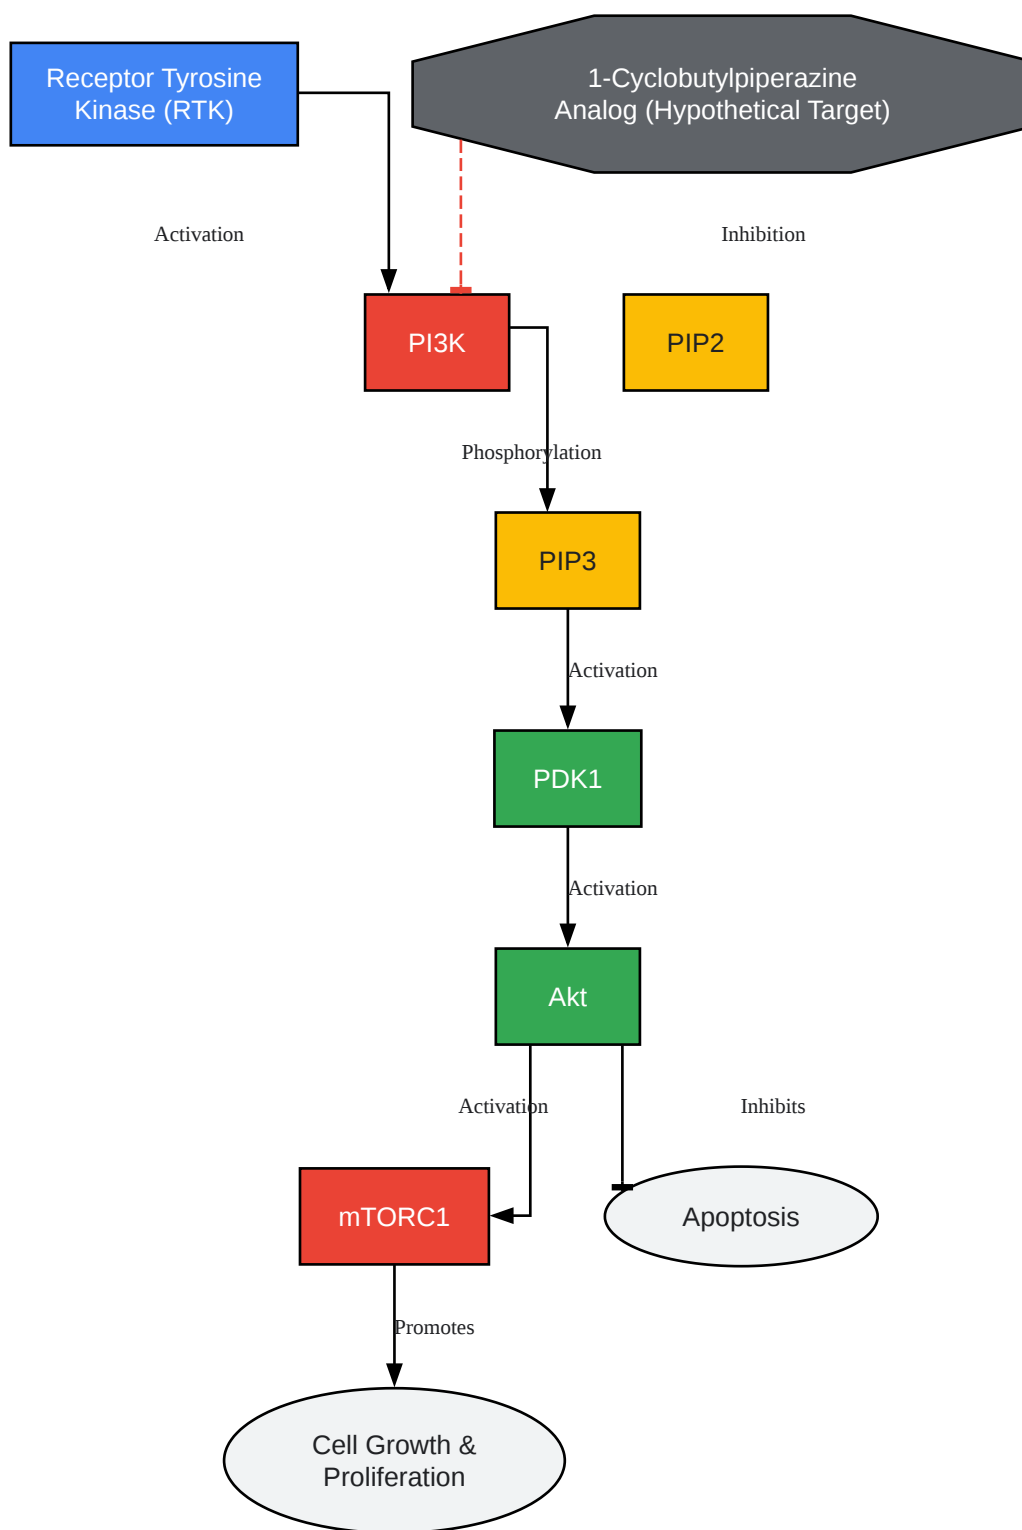 Receptor Tyrosine
Kinase (RTK)
1-Cyclobutylpiperazine
Analog (Hypothetical Target)
Activation
Inhibition
PI3K
PIP2
Phosphorylation
PIP3
Activation
PDK1
Activation
Akt
Activation
Inhibits
mTORC1
Apoptosis
Promotes
Cell Growth &
Proliferation